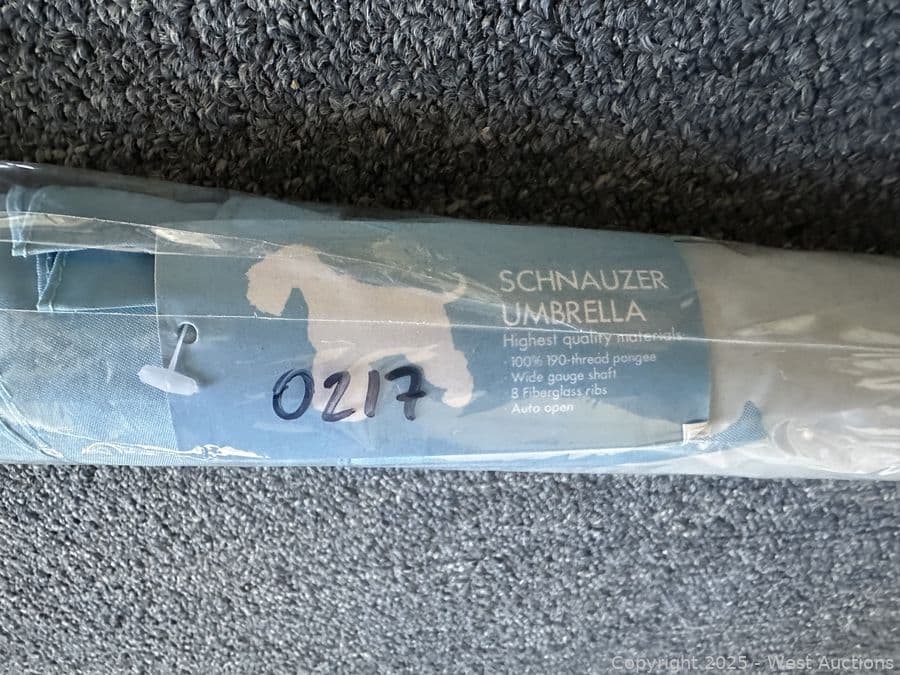 SCHNAUZER
UMBRELLA
Highest quality materials
100% 190-thread pongee
Wide gauge shaft
8 Fiberglass ribs
Auto open
0217
Copyright 2025 - West Auctions